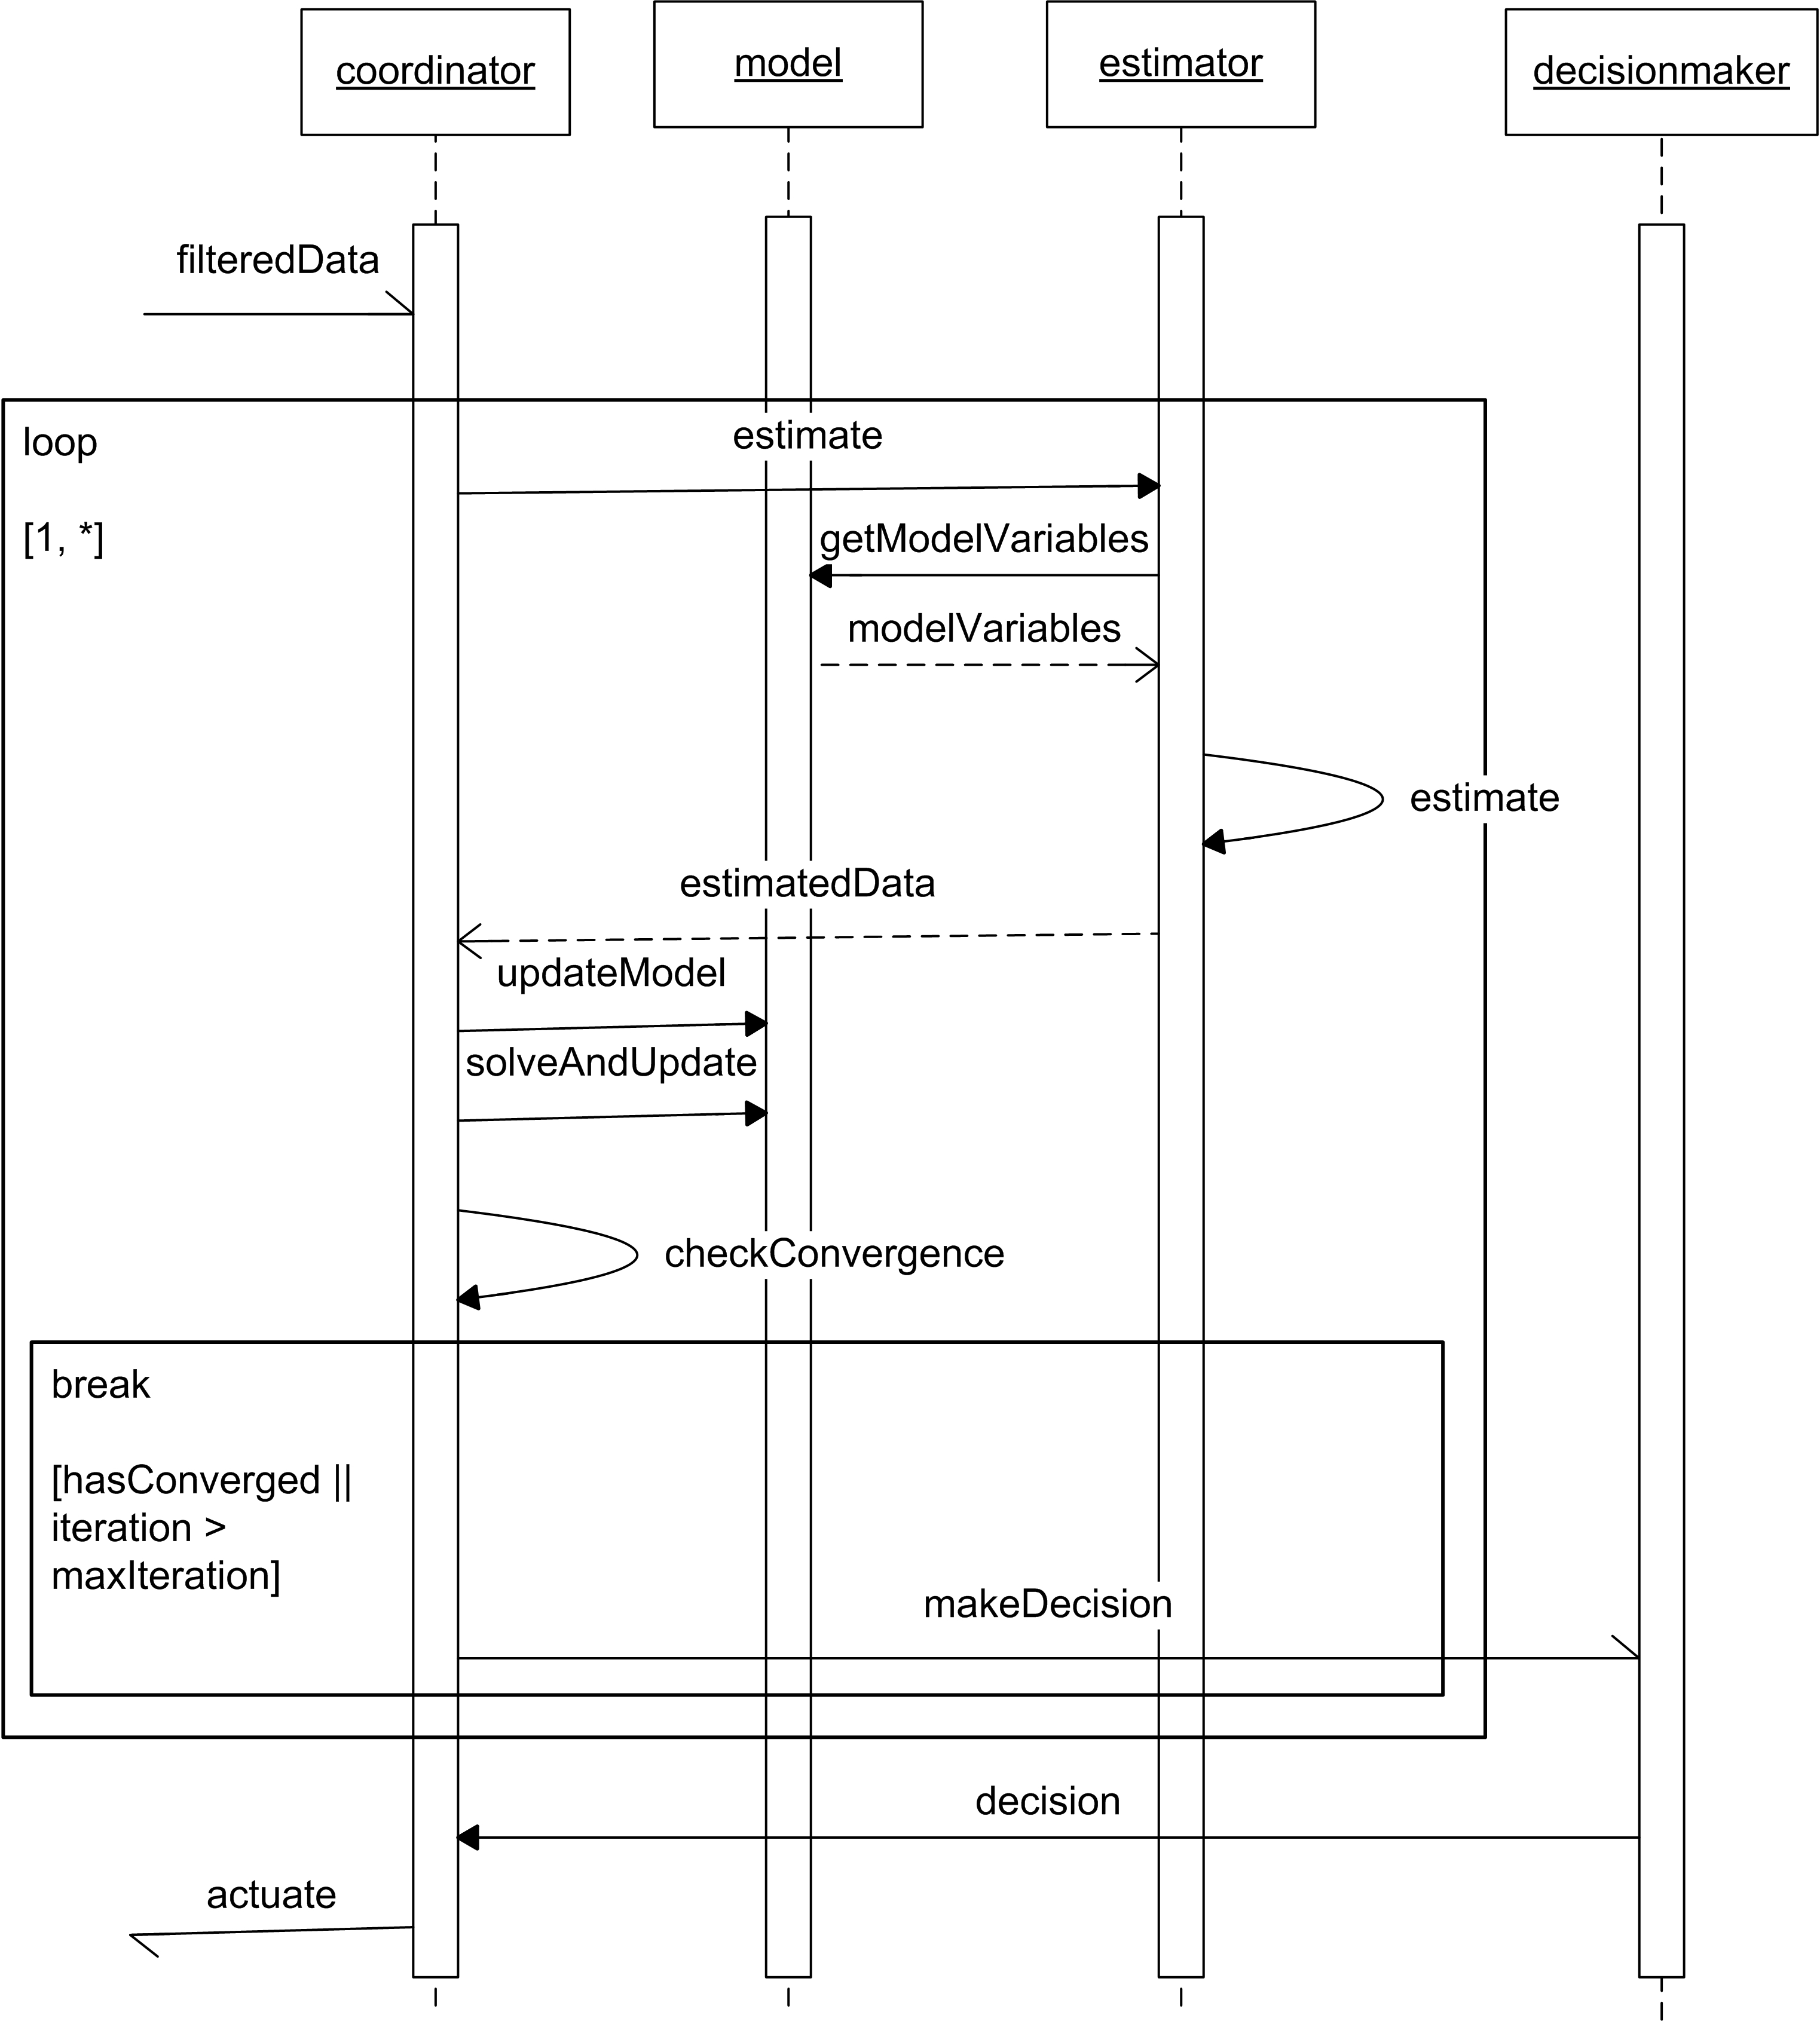 coordinator
model
estimator
decisionmaker
filteredData
loop
[1, *]
estimate
getModelVariables
modelVariables
estimate
estimatedData
updateModel
solveAndUpdate
checkConvergence
break
[hasConverged ||
iteration >
maxIteration]
makeDecision
decision
actuate